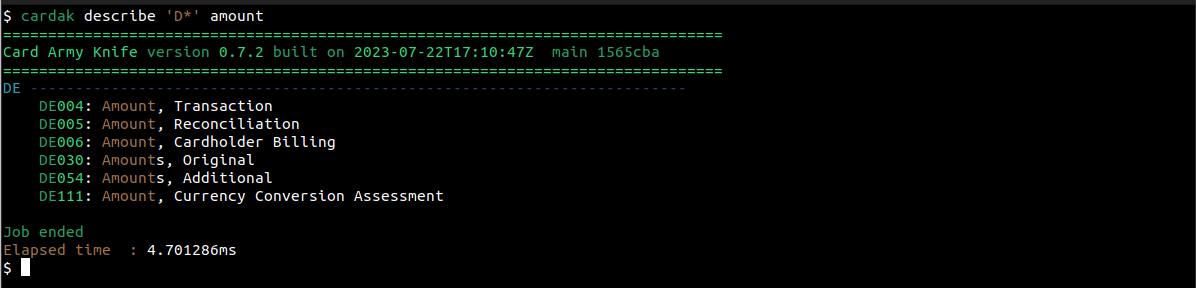 $ cardak describe 'D*' amount
================================================================================
Card Army Knife version 0.7.2 built on 2023-07-22T17:10:47Z  main 1565cba
================================================================================
DE -------------------------------------------------------------------------
    DE004: Amount, Transaction
    DE005: Amount, Reconciliation
    DE006: Amount, Cardholder Billing
    DE030: Amounts, Original
    DE054: Amounts, Additional
    DE111: Amount, Currency Conversion Assessment
Job ended
Elapsed time  : 4.701286ms
$